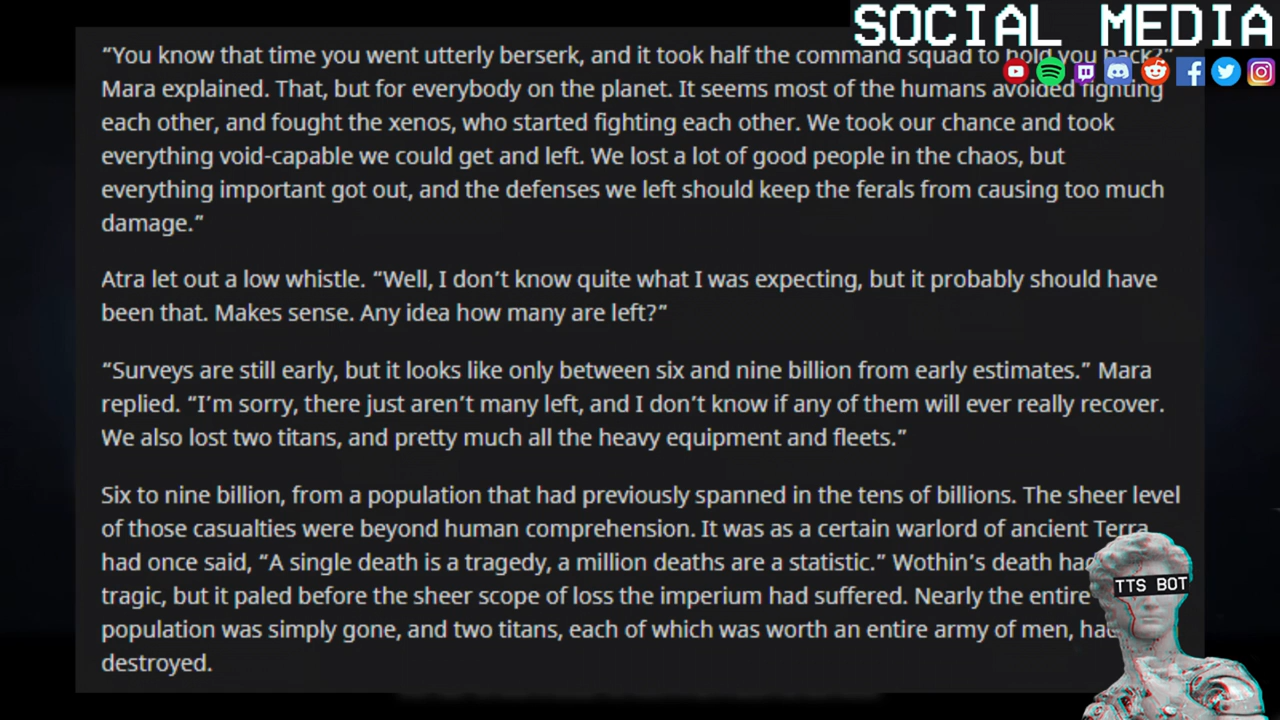 SOCIAL MEDIA
“You know that time you went utterly berserk, and it took half the command squad to hold you back?”
Mara explained. That, but for everybody on the planet. It seems most of the humans avoided fighting
each other, and fought the xenos, who started fighting each other. We took our chance and took
everything void-capable we could get and left. We lost a lot of good people in the chaos, but
everything important got out, and the defenses we left should keep the ferals from causing too much
damage.”
Atra let out a low whistle. “Well, I don’t know quite what I was expecting, but it probably should have
been that. Makes sense. Any idea how many are left?”
“Surveys are still early, but it looks like only between six and nine billion from early estimates.” Mara
replied. “I’m sorry, there just aren’t many left, and I don’t know if any of them will ever really recover.
We also lost two titans, and pretty much all the heavy equipment and fleets.”
Six to nine billion, from a population that had previously spanned in the tens of billions. The sheer level
of those casualties were beyond human comprehension. It was as a certain warlord of ancient Terra
had once said, “A single death is a tragedy, a million deaths are a statistic.” Wothin’s death
tragic, but it paled before the sheer scope of loss the imperium had suffered. Nearly the entire
population was simply gone, and two titans, each of which was worth an entire army of men,
destroyed.
TTS BOT